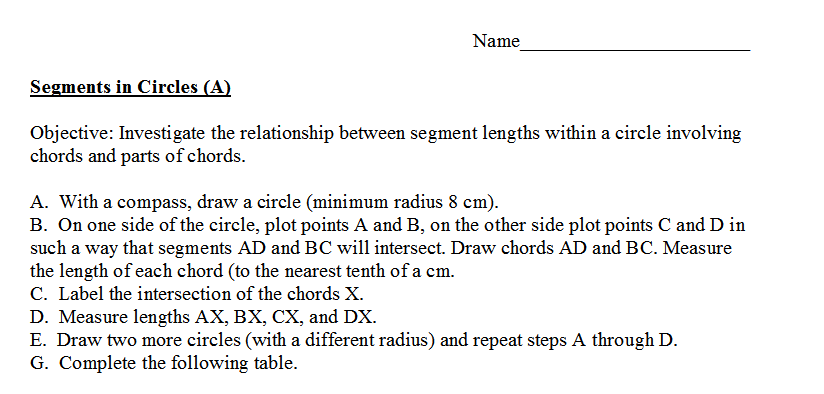 Name
Segments in Circles (A)
Objective: Investigate the relationship between segment lengths within a circle involving
chords and parts of chords.
A. With a compass, draw a circle (minimum radius 8 cm).
B. On one side of the circle, plot points A and B, on the other side plot points C and D in
such a way that segments AD and BC will intersect. Draw chords AD and BC. Measure
the length of each chord (to the nearest tenth of a cm.
C. Label the intersection of the chords X.
D. Measure lengths AX, BX, CX, and DX.
E. Draw two more circles (with a different radius) and repeat steps A through D.
G. Complete the following table.